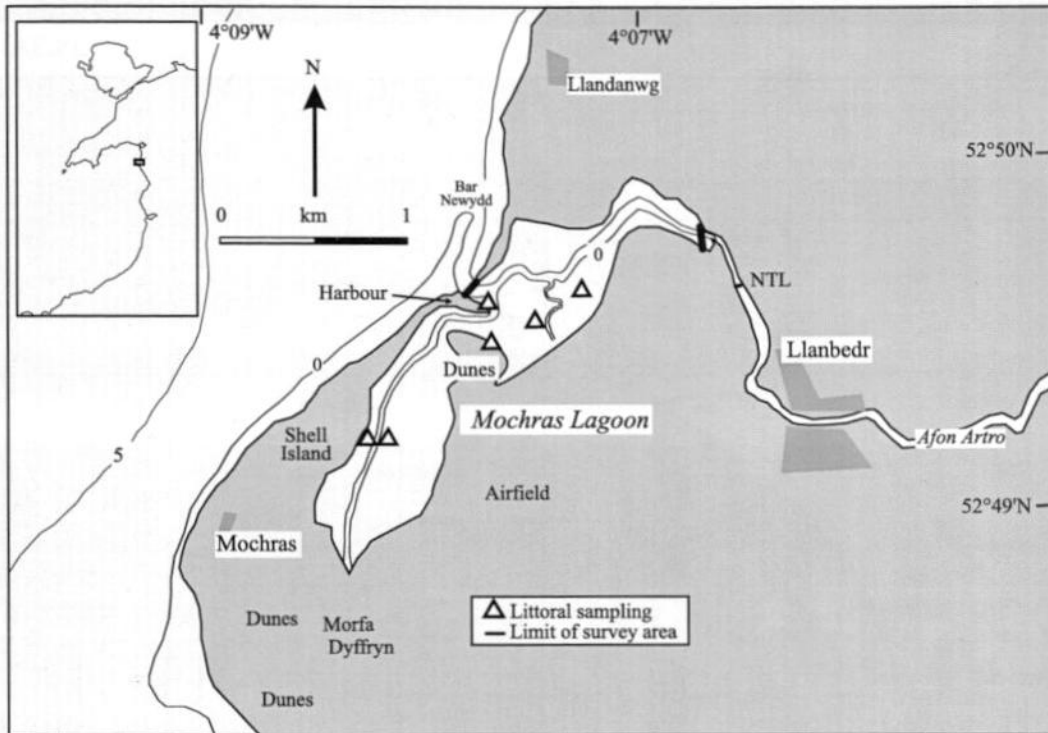 4°09'W
4°07'W
N
Llandanwg
52°50'N
Bar
Newydd
0 km 1
0
NTL
Harbour
Llanbedr
0
Dunes
Mochras Lagoon
Shell
Island
Afon Artro
5
Airfield
52°49'N
Mochras
Littoral sampling
Limit of survey area
Dunes
Morfa
Dyffryn
Dunes